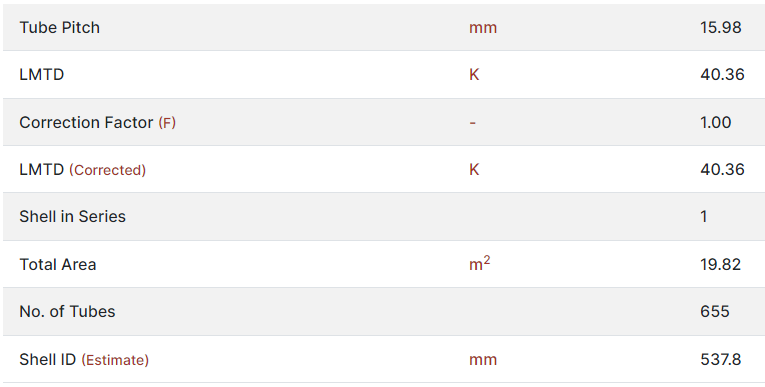 Tube Pitch mm 15.98
LMTD K 40.36
Correction Factor (F) - 1.00
LMTD (Corrected) K 40.36
Shell in Series 1
Total Area m² 19.82
No. of Tubes 655
Shell ID (Estimate) mm 537.8